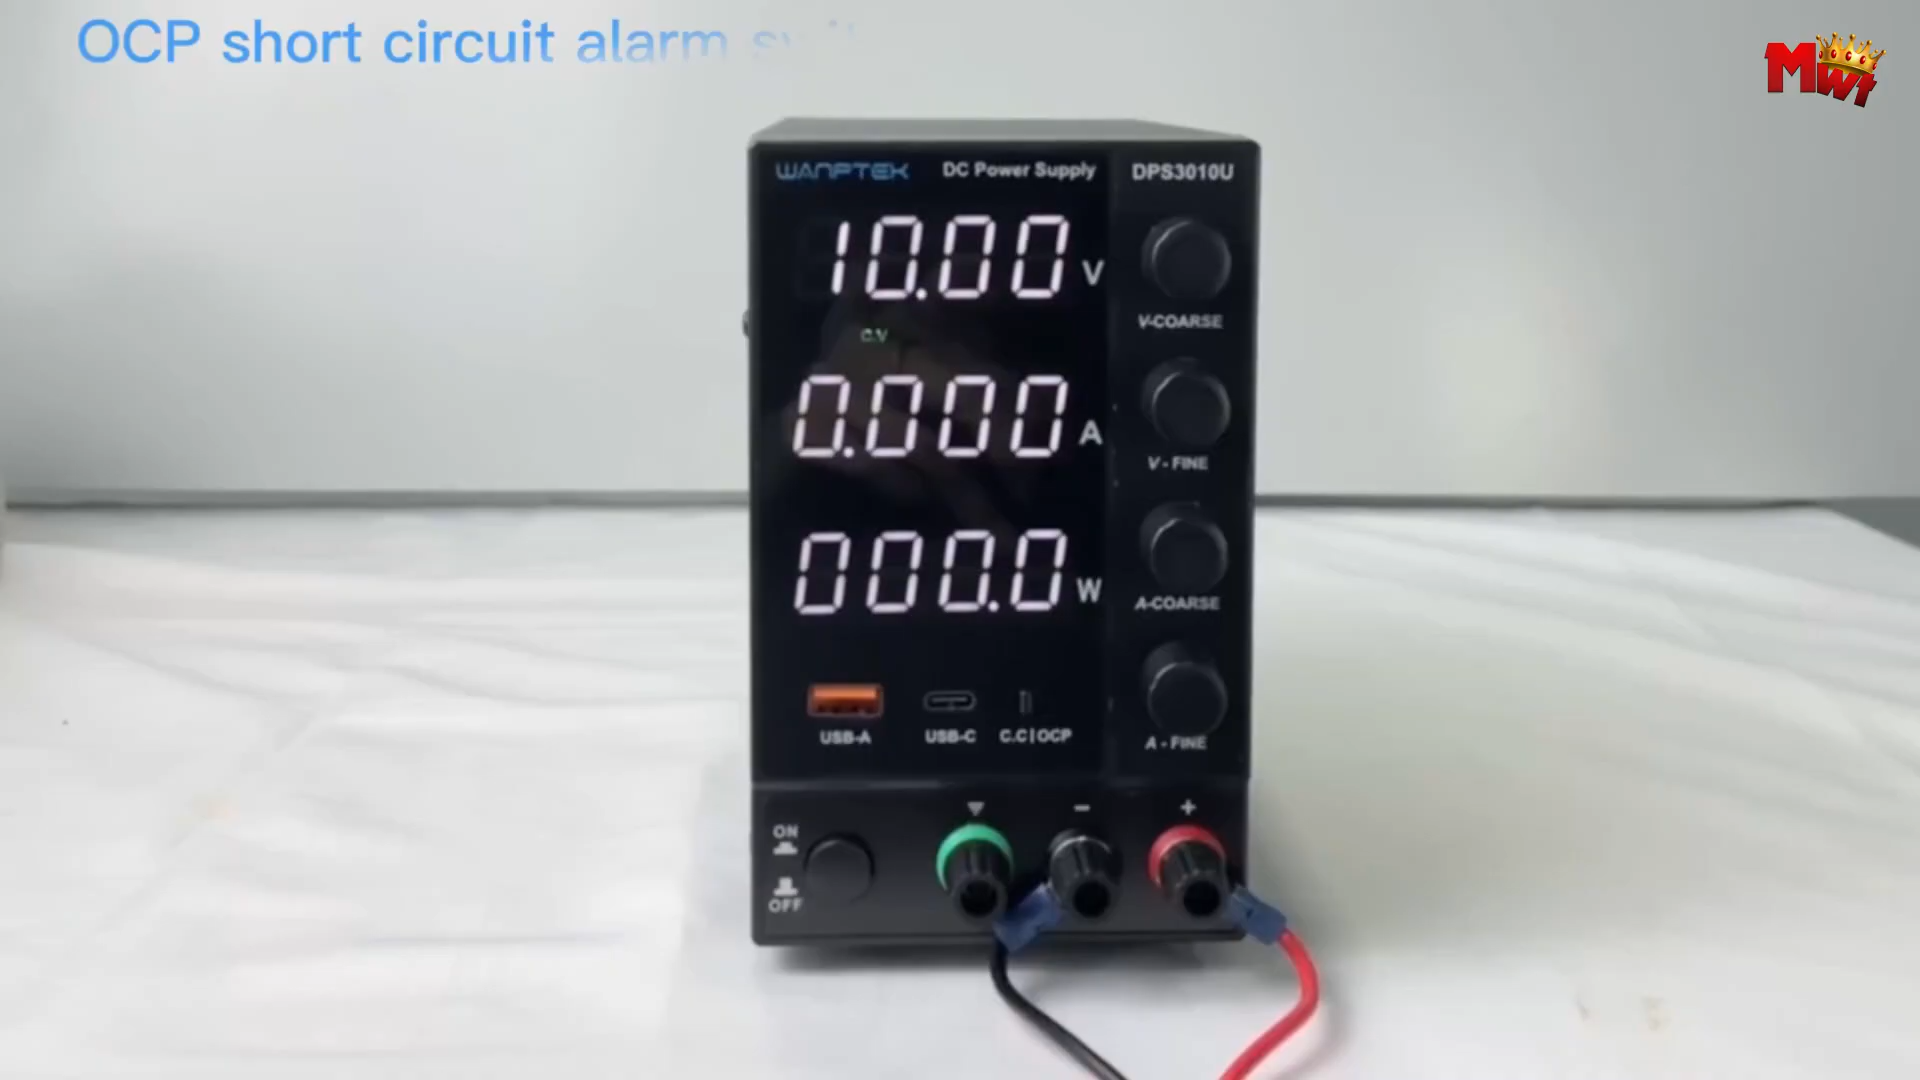 OCP short circuit alarm
Mwt
WANPTEK DC Power Supply DPS3010U
10.00 V
V-COARSE
C.V
0.000 A
V - FINE
000.0 W
A-COARSE
USB-A USB-C C.C|OCP
A - FINE
ON
OFF
- +